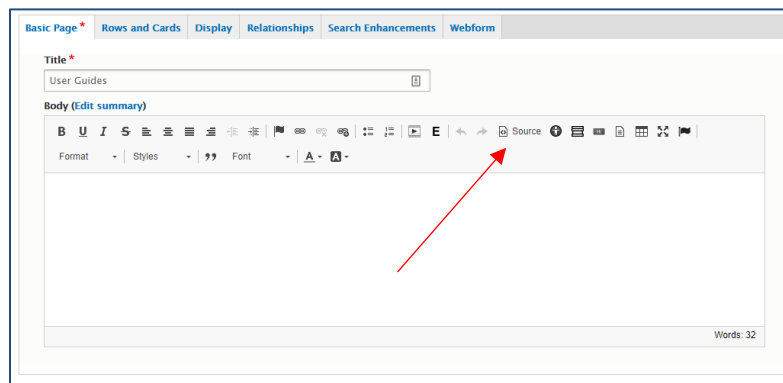 Basic Page * Rows and Cards Display Relationships Search Enhancements Webform
Title *
User Guides
Body (Edit summary)
B U I S E Source
Format Styles Font A A
Words: 32